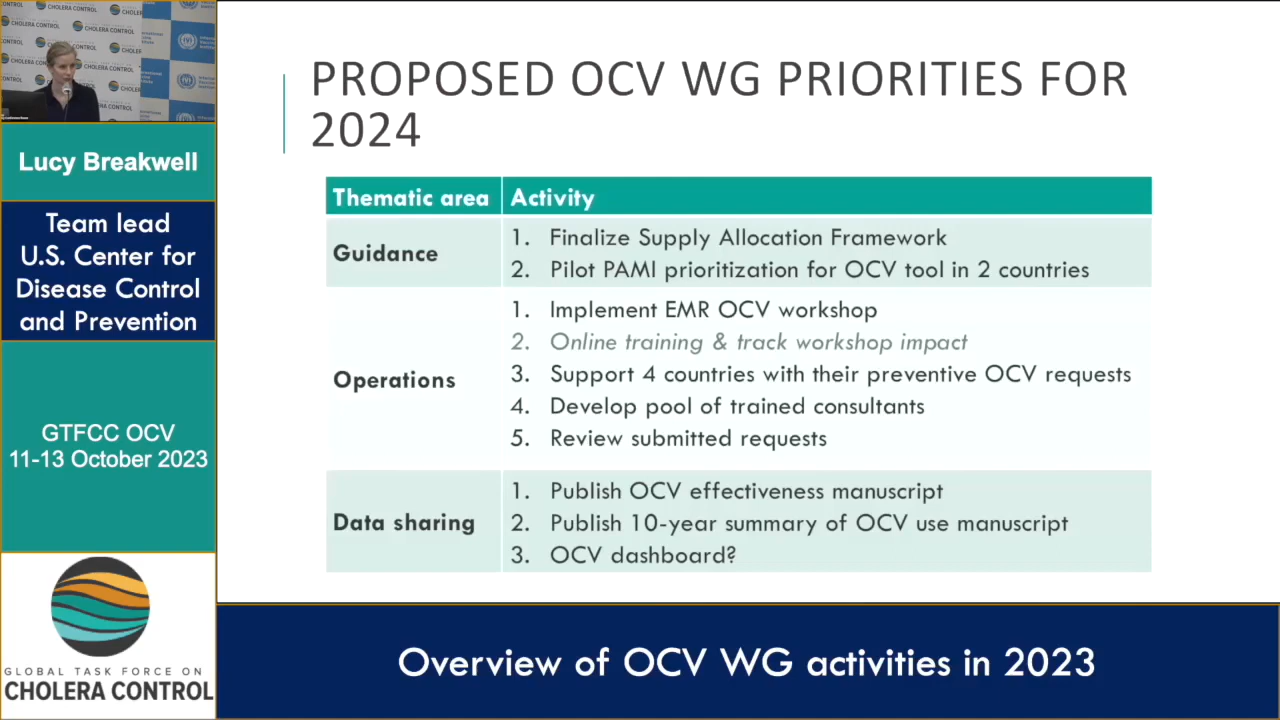 CHOLERA CONTROL
Lucy Breakwell
Team lead
U.S. Center for
Disease Control
and Prevention
GTFCC OCV
11-13 October 2023
GLOBAL TASK FORCE ON
CHOLERA CONTROL
PROPOSED OCV WG PRIORITIES FOR
2024
Thematic area Activity
Guidance
1. Finalize Supply Allocation Framework
2. Pilot PAMI prioritization for OCV tool in 2 countries
Operations
1. Implement EMR OCV workshop
2. Online training & track workshop impact
3. Support 4 countries with their preventive OCV requests
4. Develop pool of trained consultants
5. Review submitted requests
Data sharing
1. Publish OCV effectiveness manuscript
2. Publish 10-year summary of OCV use manuscript
3. OCV dashboard?
Overview of OCV WG activities in 2023